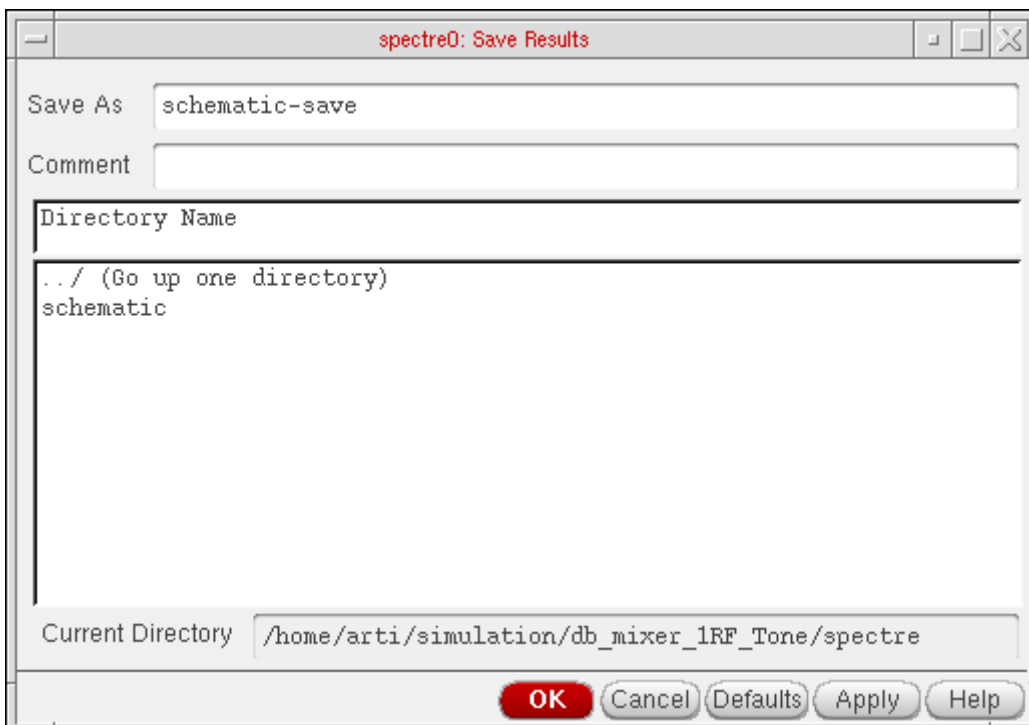 spectre0: Save Results
Save As schematic-save
Comment
Directory Name
../ (Go up one directory)
schematic
Current Directory /home/arti/simulation/db_mixer_1RF_Tone/spectre
OK Cancel Defaults Apply Help